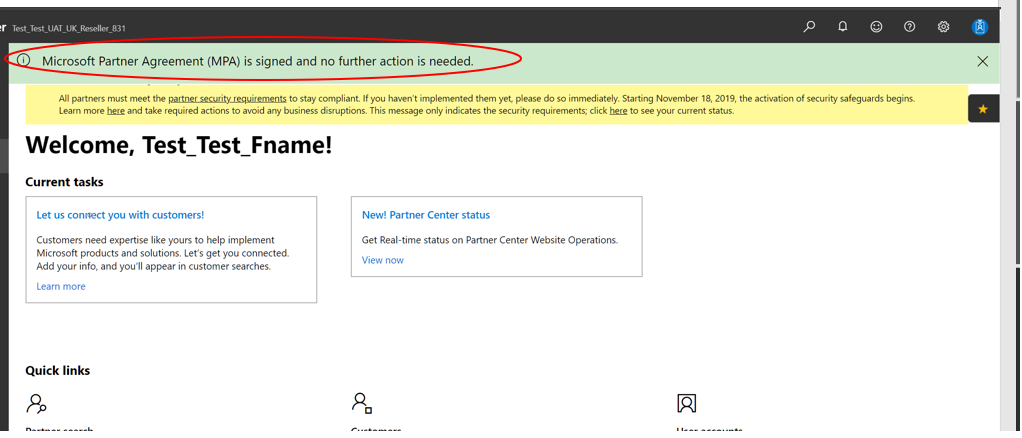 Test_Test_UAT_UK_Reseller_831
Microsoft Partner Agreement (MPA) is signed and no further action is needed.
All partners must meet the partner security requirements to stay compliant. If you haven't implemented them yet, please do so immediately. Starting November 18, 2019, the activation of security safeguards begins.
Learn more here and take required actions to avoid any business disruptions. This message only indicates the security requirements; click here to see your current status.
Welcome, Test_Test_Fname!
Current tasks
Let us connect you with customers!
Customers need expertise like yours to help implement
Microsoft products and solutions. Let's get you connected.
Add your info, and you'll appear in customer searches.
Learn more
New! Partner Center status
Get Real-time status on Partner Center Website Operations.
View now
Quick links
Partner search
Customers
User accounts